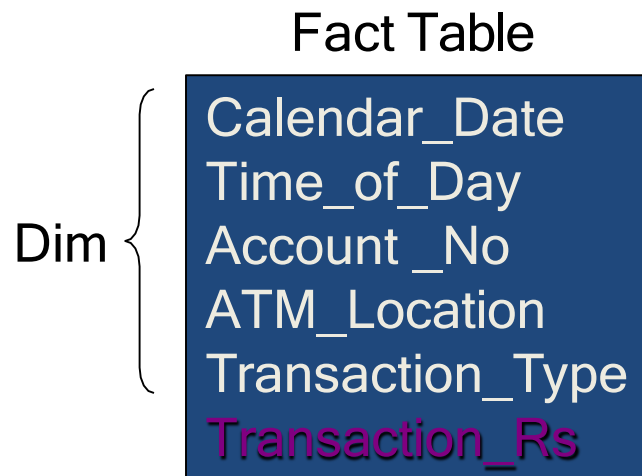 Fact Table
Dim
Calendar_Date
Time_of_Day
Account _No
ATM_Location
Transaction_Type
Transaction_Rs